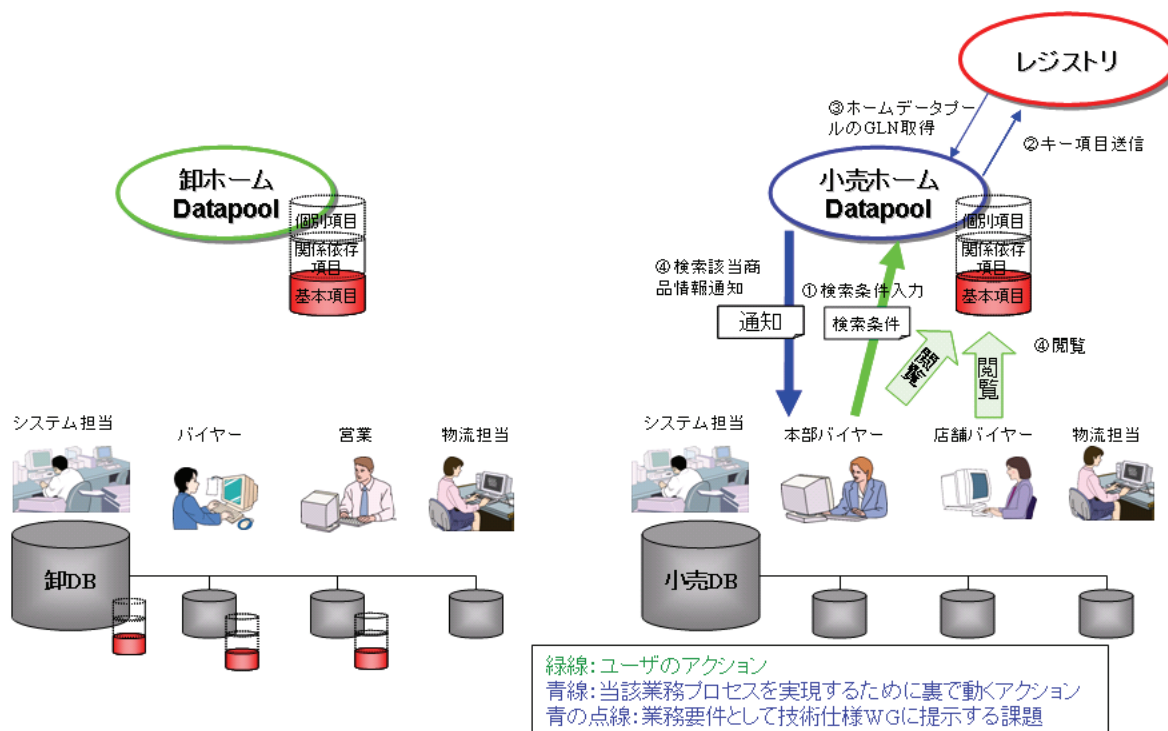 レジストリ
③ホームデータプー
ルのGLN取得
②キー項目送信
卸ホーム
Datapool
個別項目
関係依存
項目
基本項目
小売ホーム
Datapool
個別項目
関係依存
項目
基本項目
④検索該当商
品情報通知
通知
①検索条件入力
検索条件
閲覧
閲覧
④閲覧
システム担当
バイヤー
営業
物流担当
システム担当
本部バイヤー
店舗バイヤー
物流担当
卸DB
小売DB
緑線:ユーザのアクション
青線:当該業務プロセスを実現するために裏で動くアクション
青の点線:業務要件として技術仕様WGに提示する課題